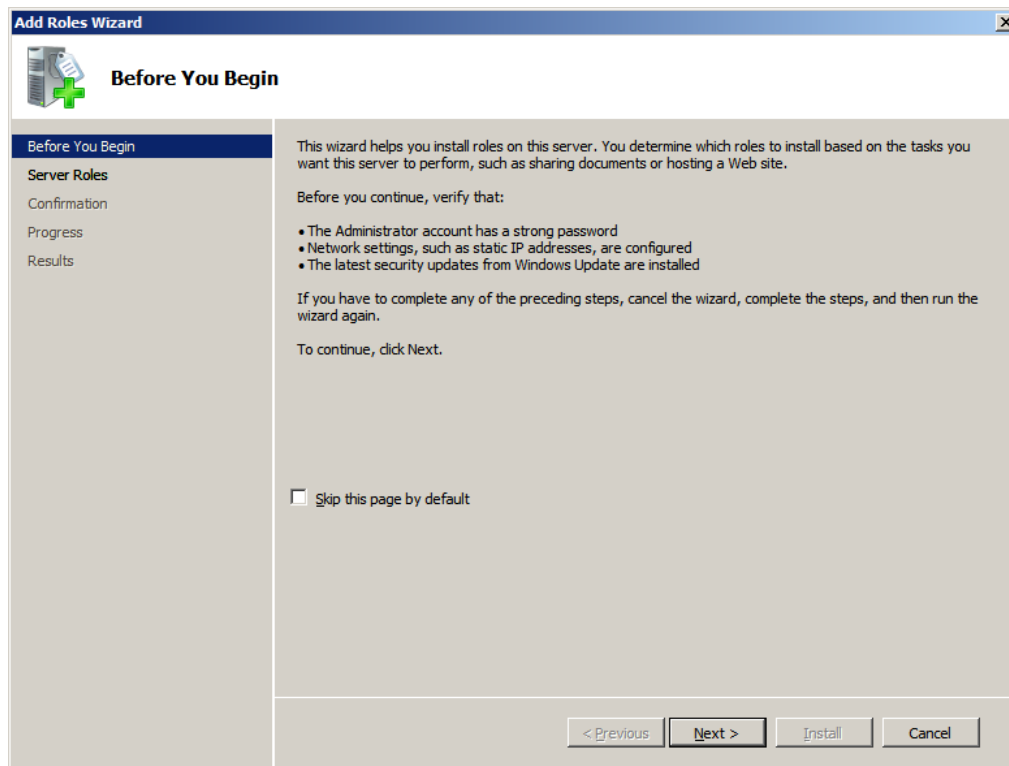 Add Roles Wizard
Before You Begin
Before You Begin
Server Roles
Confirmation
Progress
Results
This wizard helps you install roles on this server. You determine which roles to install based on the tasks you
want this server to perform, such as sharing documents or hosting a Web site.
Before you continue, verify that:
• The Administrator account has a strong password
• Network settings, such as static IP addresses, are configured
• The latest security updates from Windows Update are installed
If you have to complete any of the preceding steps, cancel the wizard, complete the steps, and then run the
wizard again.
To continue, click Next.
Skip this page by default
< Previous
Next >
Install
Cancel